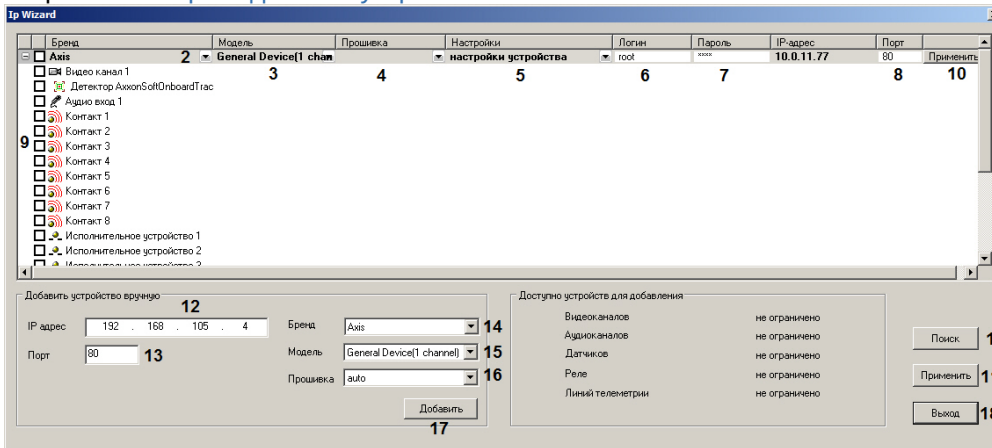 Ip Wizard
Бренд Модель Прошивка Настройки Логин Пароль IP-адрес Порт
Axis 2 General Device(1 chan настройки устройства root **** 10.0.11.77 80 Применить
Видео канал 1 3 4 5 6 7 8 10
Детектор AxxonSoftOnboardTrac
Аудио вход 1
Контакт 1
Контакт 2
9 Контакт 3
Контакт 4
Контакт 5
Контакт 6
Контакт 7
Контакт 8
Исполнительное устройство 1
Исполнительное устройство 2
Добавить устройство вручную
12
IP адрес 192 . 168 . 105 . 4
Порт 80 13
Бренд Axis 14
Модель General Device(1 channel) 15
Прошивка auto 16
Добавить
17
Доступно устройств для добавления
Видеоканалов не ограничено
Аудиоканалов не ограничено
Датчиков не ограничено
Реле не ограничено
Линий телеметрии не ограничено
Поиск
Применить
Выход